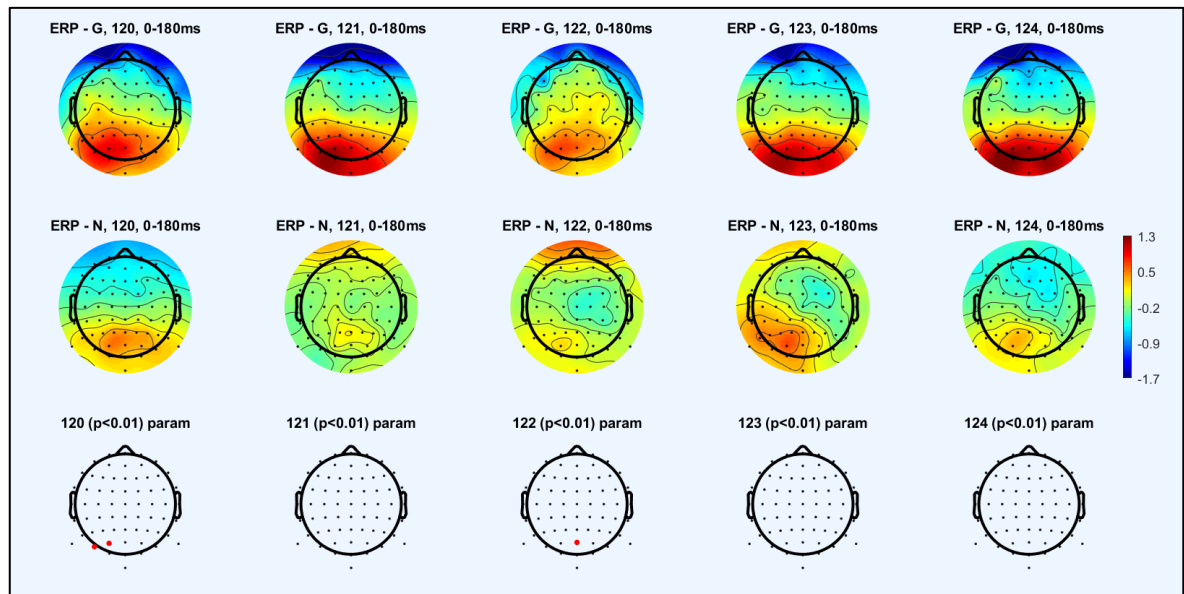 ERP - G, 120, 0-180ms
ERP - G, 121, 0-180ms
ERP - G, 122, 0-180ms
ERP - G, 123, 0-180ms
ERP - G, 124, 0-180ms
ERP - N, 120, 0-180ms
ERP - N, 121, 0-180ms
ERP - N, 122, 0-180ms
ERP - N, 123, 0-180ms
ERP - N, 124, 0-180ms
1.3
0.5
-0.2
-0.9
-1.7
120 (p<0.01) param
121 (p<0.01) param
122 (p<0.01) param
123 (p<0.01) param
124 (p<0.01) param